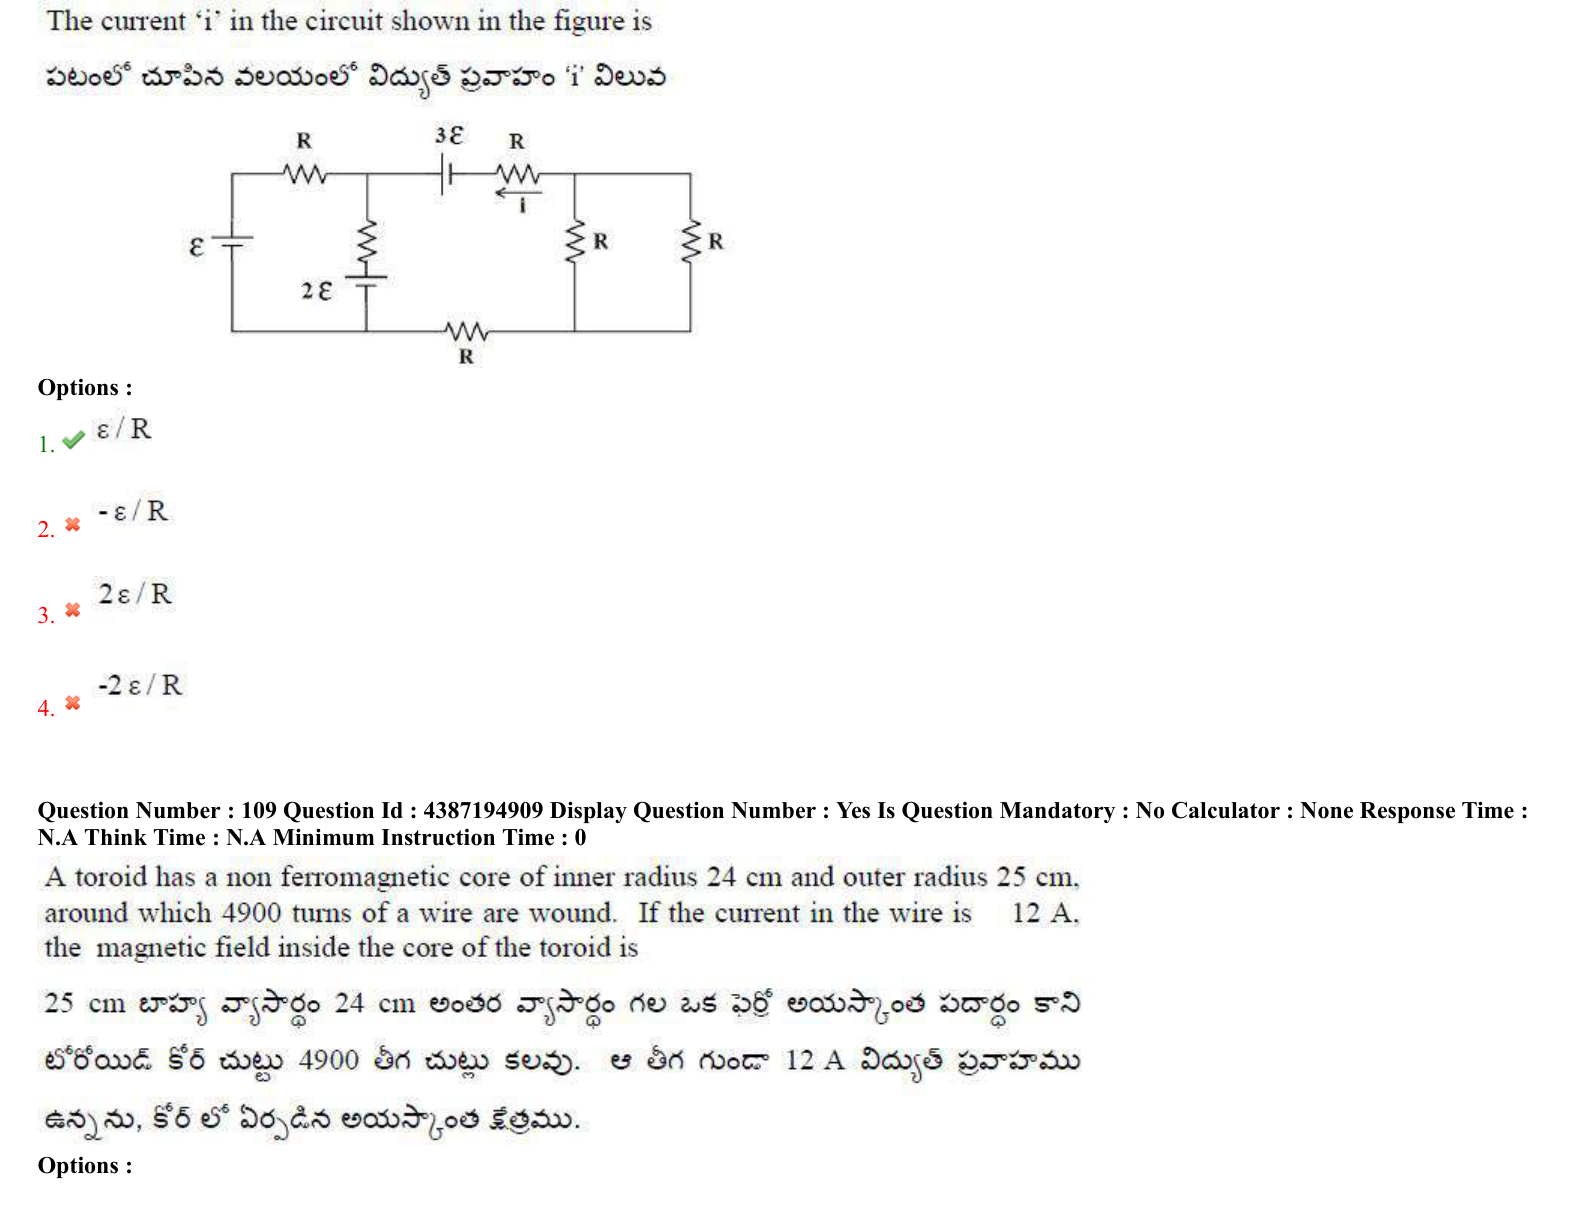 The current ‘i’ in the circuit shown in the figure is
పటంలో చూపిన వలయంలో విద్యుత్ ప్రవాహం ‘i’ విలువ
3Ɛ
R R
i
Ɛ R R
2Ɛ
R
Options :
1. ε / R
2. - ε / R
3. 2 ε / R
4. -2 ε / R
Question Number : 109 Question Id : 4387194909 Display Question Number : Yes Is Question Mandatory : No Calculator : None Response Time :
N.A Think Time : N.A Minimum Instruction Time : 0
A toroid has a non ferromagnetic core of inner radius 24 cm and outer radius 25 cm,
around which 4900 turns of a wire are wound. If the current in the wire is 12 A,
the magnetic field inside the core of the toroid is
25 cm బాహ్య వ్యాసార్ధం 24 cm అంతర వ్యాసార్ధం గల ఒక ఫెర్రో అయస్కాంత పదార్ధం కాని
టోరోయిడ్ కోర్ చుట్టు 4900 తీగ చుట్లు కలవు. ఆ తీగ గుండా 12 A విద్యుత్ ప్రవాహము
ఉన్నను, కోర్ లో ఏర్పడిన అయస్కాంత క్షేత్రము.
Options :